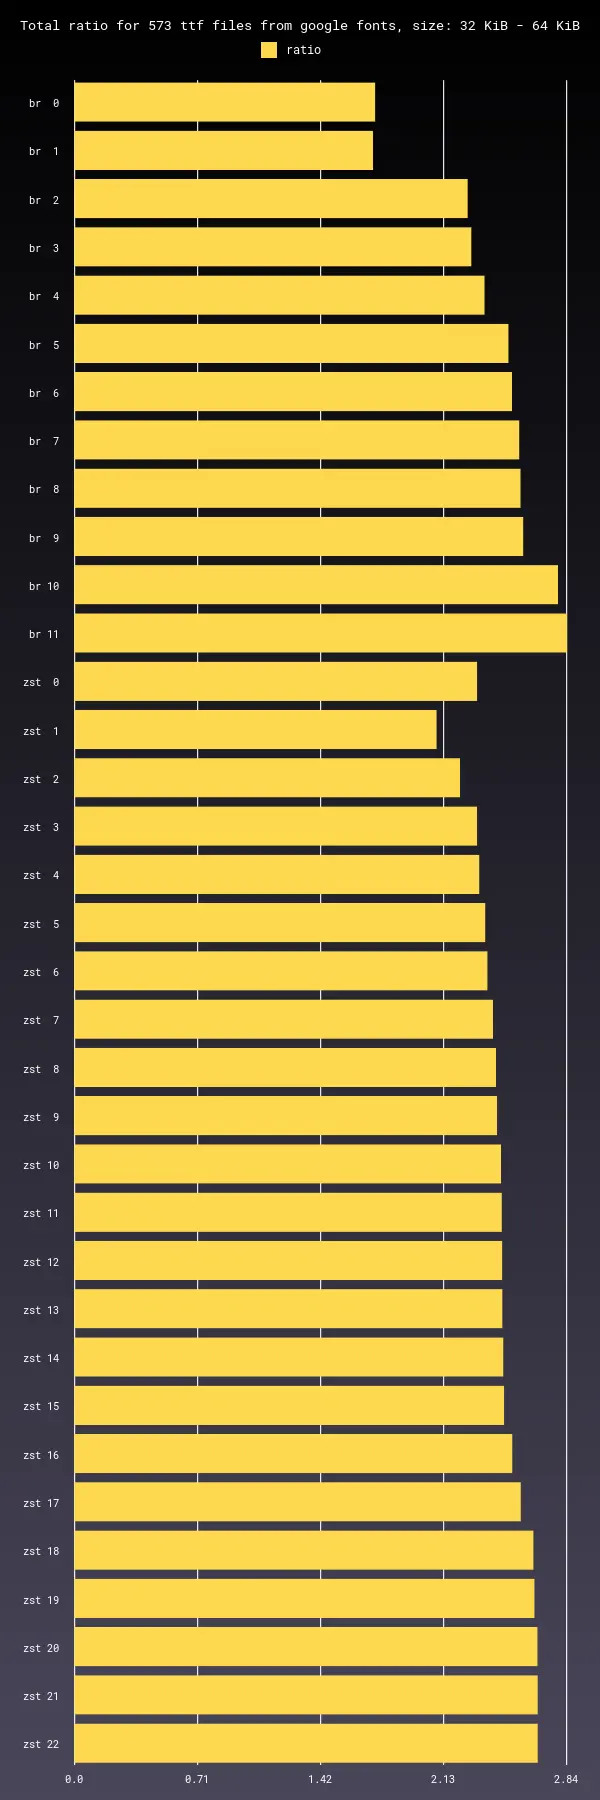 Total ratio for 573 ttf files from google fonts, size: 32 KiB - 64 KiB
ratio
br  0
br  1
br  2
br  3
br  4
br  5
br  6
br  7
br  8
br  9
br 10
br 11
zst  0
zst  1
zst  2
zst  3
zst  4
zst  5
zst  6
zst  7
zst  8
zst  9
zst 10
zst 11
zst 12
zst 13
zst 14
zst 15
zst 16
zst 17
zst 18
zst 19
zst 20
zst 21
zst 22
0.0 0.71 1.42 2.13 2.84